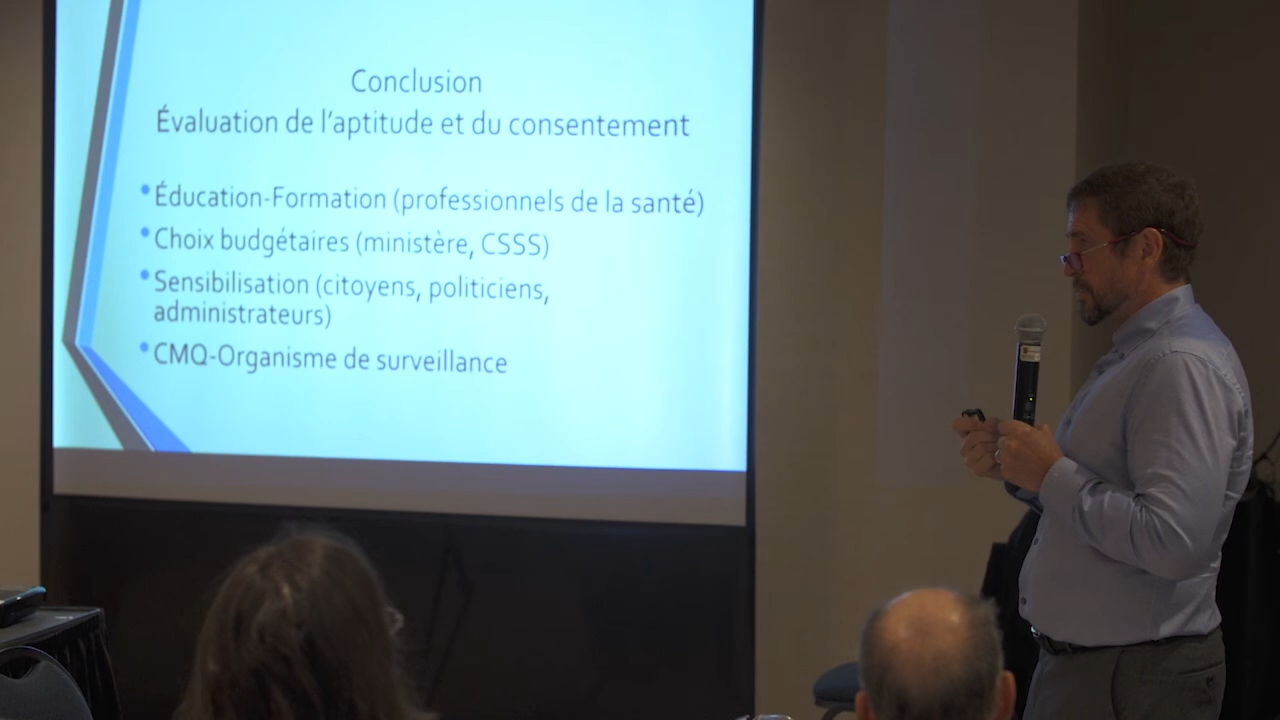 Conclusion
Évaluation de l'aptitude et du consentement
•Éducation-Formation (professionnels de la santé)
•Choix budgétaires (ministère, CSSS)
•Sensibilisation (citoyens, politiciens,
administrateurs)
•CMQ-Organisme de surveillance